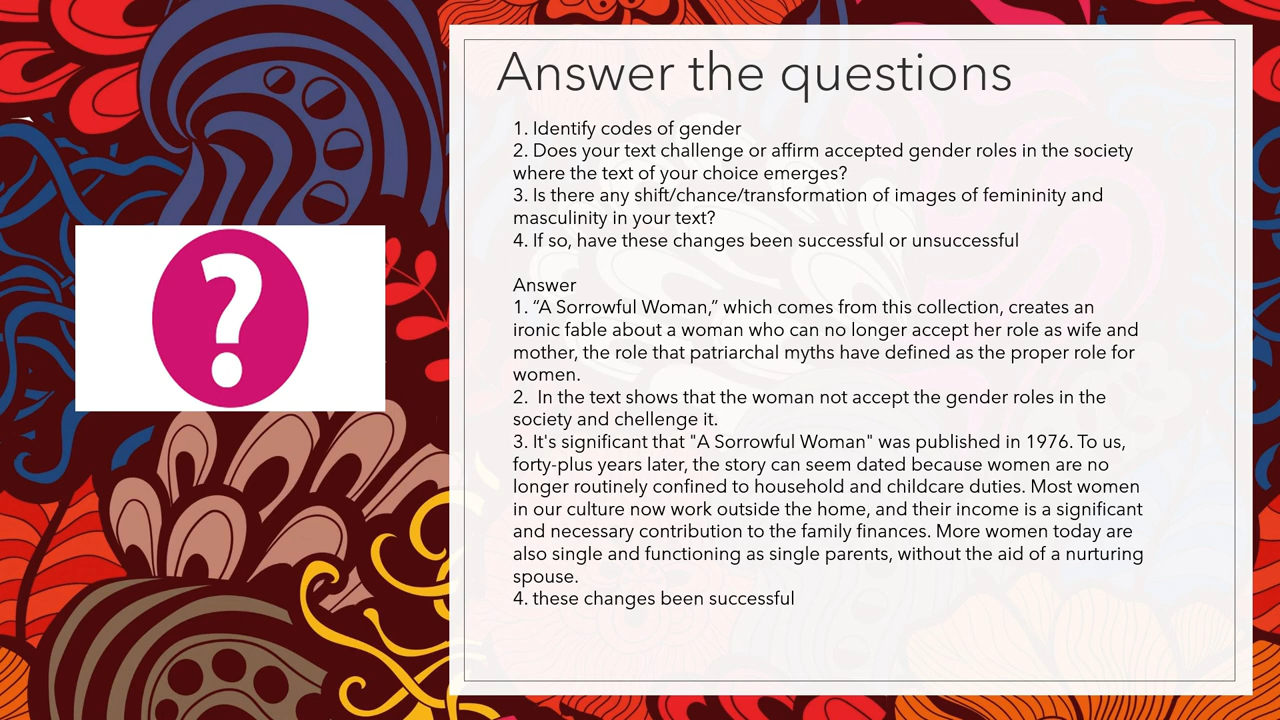 Answer the questions
1. Identify codes of gender
2. Does your text challenge or affirm accepted gender roles in the society
where the text of your choice emerges?
3. Is there any shift/chance/transformation of images of femininity and
masculinity in your text?
4. If so, have these changes been successful or unsuccessful
Answer
1. “A Sorrowful Woman,” which comes from this collection, creates an
ironic fable about a woman who can no longer accept her role as wife and
mother, the role that patriarchal myths have defined as the proper role for
women.
2.  In the text shows that the woman not accept the gender roles in the
society and chellenge it.
3. It's significant that "A Sorrowful Woman" was published in 1976. To us,
forty-plus years later, the story can seem dated because women are no
longer routinely confined to household and childcare duties. Most women
in our culture now work outside the home, and their income is a significant
and necessary contribution to the family finances. More women today are
also single and functioning as single parents, without the aid of a nurturing
spouse.
4. these changes been successful
?